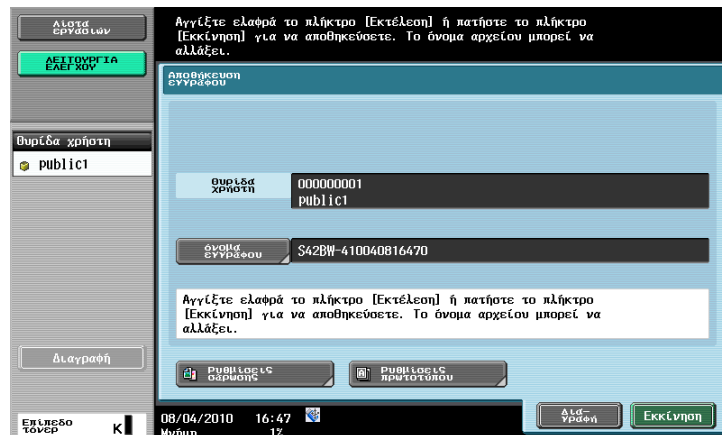 Λίστα
εργασιών
Αγγίξτε ελαφρά το πλήκτρο [Εκτέλεση] ή πατήστε το πλήκτρο
[Εκκίνηση] για να αποθηκεύσετε. Το όνομα αρχείου μπορεί να
αλλάξει.
ΛΕΙΤΟΥΡΓΙΑ
ΕΛΕΓΧΟΥ
Αποθήκευση
εγγράφου
θυρίδα χρήστη
public1
θυρίδα
χρήστη
000000001
public1
όνομα
εγγράφου
S42BW-410040816470
Αγγίξτε ελαφρά το πλήκτρο [Εκτέλεση] ή πατήστε το πλήκτρο
[Εκκίνηση] για να αποθηκεύσετε. Το όνομα αρχείου μπορεί να
αλλάξει.
Διαγραφή
Ρυθμίσεις
σάρωσης
Ρυθμίσεις
πρωτοτύπου
Επίπεδο
τόνερ
K
08/04/2010 16:47
Μνήμη 1%
Δια-
γραφή
Εκκίνηση